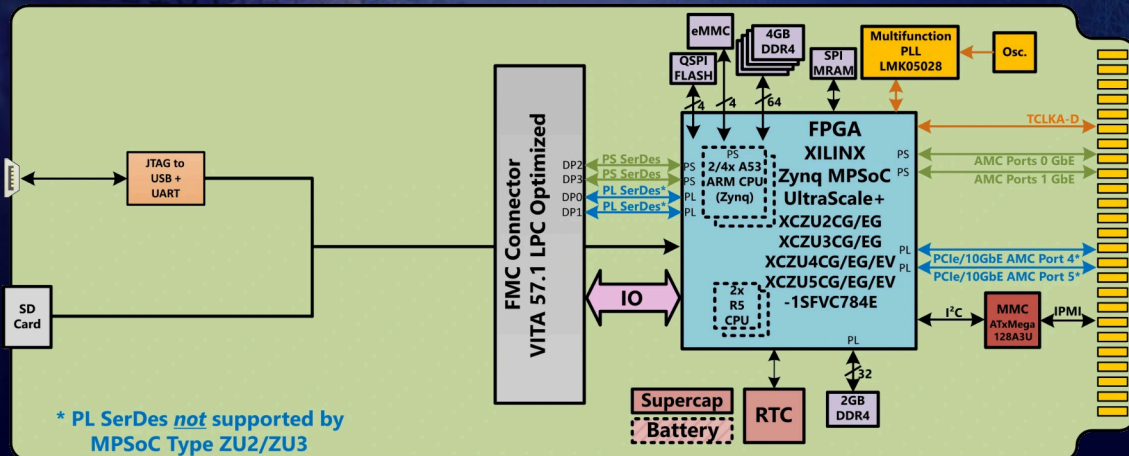 eMMC
4GB
DDR4
QSPI
FLASH
SPI
MRAM
Multifunction
PLL
LMK05028
Osc.
4
4
64
JTAG to
USB +
UART
SD
Card
FMC Connector
VITA 57.1 LPC Optimized
DP2
DP3
DP0
DP1
PS SerDes
PS SerDes
PL SerDes*
PL SerDes*
IO
PS
PS
PL
PL
PS
2/4x A53
ARM CPU
(Zynq)
2x
R5
CPU
FPGA
XILINX
Zynq MPSoC
UltraScale+
XCZU2CG/EG
XCZU3CG/EG
XCZU4CG/EG/EV
XCZU5CG/EG/EV
-1SFVC784E
PS
PS
PL
PL
PL
TCLKA-D
AMC Ports 0 GbE
AMC Ports 1 GbE
PCIe/10GbE AMC Port 4*
PCIe/10GbE AMC Port 5*
I²C
MMC
ATxMega
128A3U
IPMI
32
Supercap
Battery
RTC
2GB
DDR4
* PL SerDes not supported by
MPSoC Type ZU2/ZU3